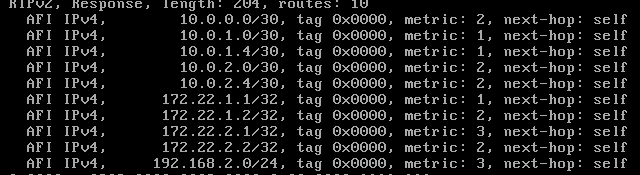 RIPv2, Response, length: 204, routes: 10
AFI IPv4, 10.0.0.0/30, tag 0x0000, metric: 2, next-hop: self
AFI IPv4, 10.0.1.0/30, tag 0x0000, metric: 1, next-hop: self
AFI IPv4, 10.0.1.4/30, tag 0x0000, metric: 1, next-hop: self
AFI IPv4, 10.0.2.0/30, tag 0x0000, metric: 2, next-hop: self
AFI IPv4, 10.0.2.4/30, tag 0x0000, metric: 2, next-hop: self
AFI IPv4, 172.22.1.1/32, tag 0x0000, metric: 1, next-hop: self
AFI IPv4, 172.22.1.2/32, tag 0x0000, metric: 2, next-hop: self
AFI IPv4, 172.22.2.1/32, tag 0x0000, metric: 3, next-hop: self
AFI IPv4, 172.22.2.2/32, tag 0x0000, metric: 2, next-hop: self
AFI IPv4, 192.168.2.0/24, tag 0x0000, metric: 3, next-hop: self